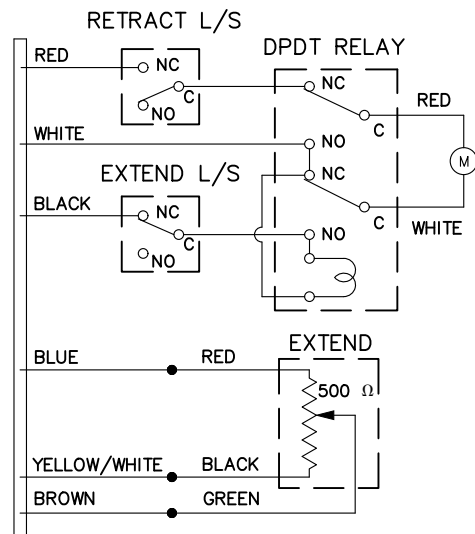 RETRACT L/S
DPDT RELAY
RED
NC
C
NO
NC
C
RED
WHITE
NO
M
EXTEND L/S
NC
C
WHITE
BLACK
NC
C
NO
NO
EXTEND
BLUE
RED
500 Ω
YELLOW/WHITE
BLACK
BROWN
GREEN